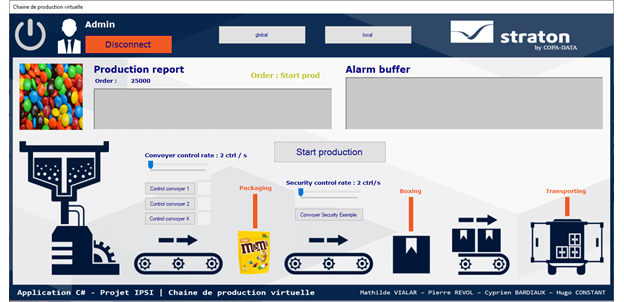 Chaine de production virtuelle
Admin
Disconnect
global
local
straton
by COPA-DATA
Production report
Order : 25000
Order : Start prod
Alarm buffer
Start production
Convoyer control rate : 2 ctrl / s
Control convoyer 1
Control convoyer 2
Control convoyer X
Packaging
Security control rate : 2 ctrl/s
Convoyer Security Exemple
Boxing
Transporting
m&m's
Application C# - Projet IPSI | Chaine de production virtuelle
Mathilde VIALAR - Pierre REVOL - Cyprien BARDIAUX - Hugo CONSTANT